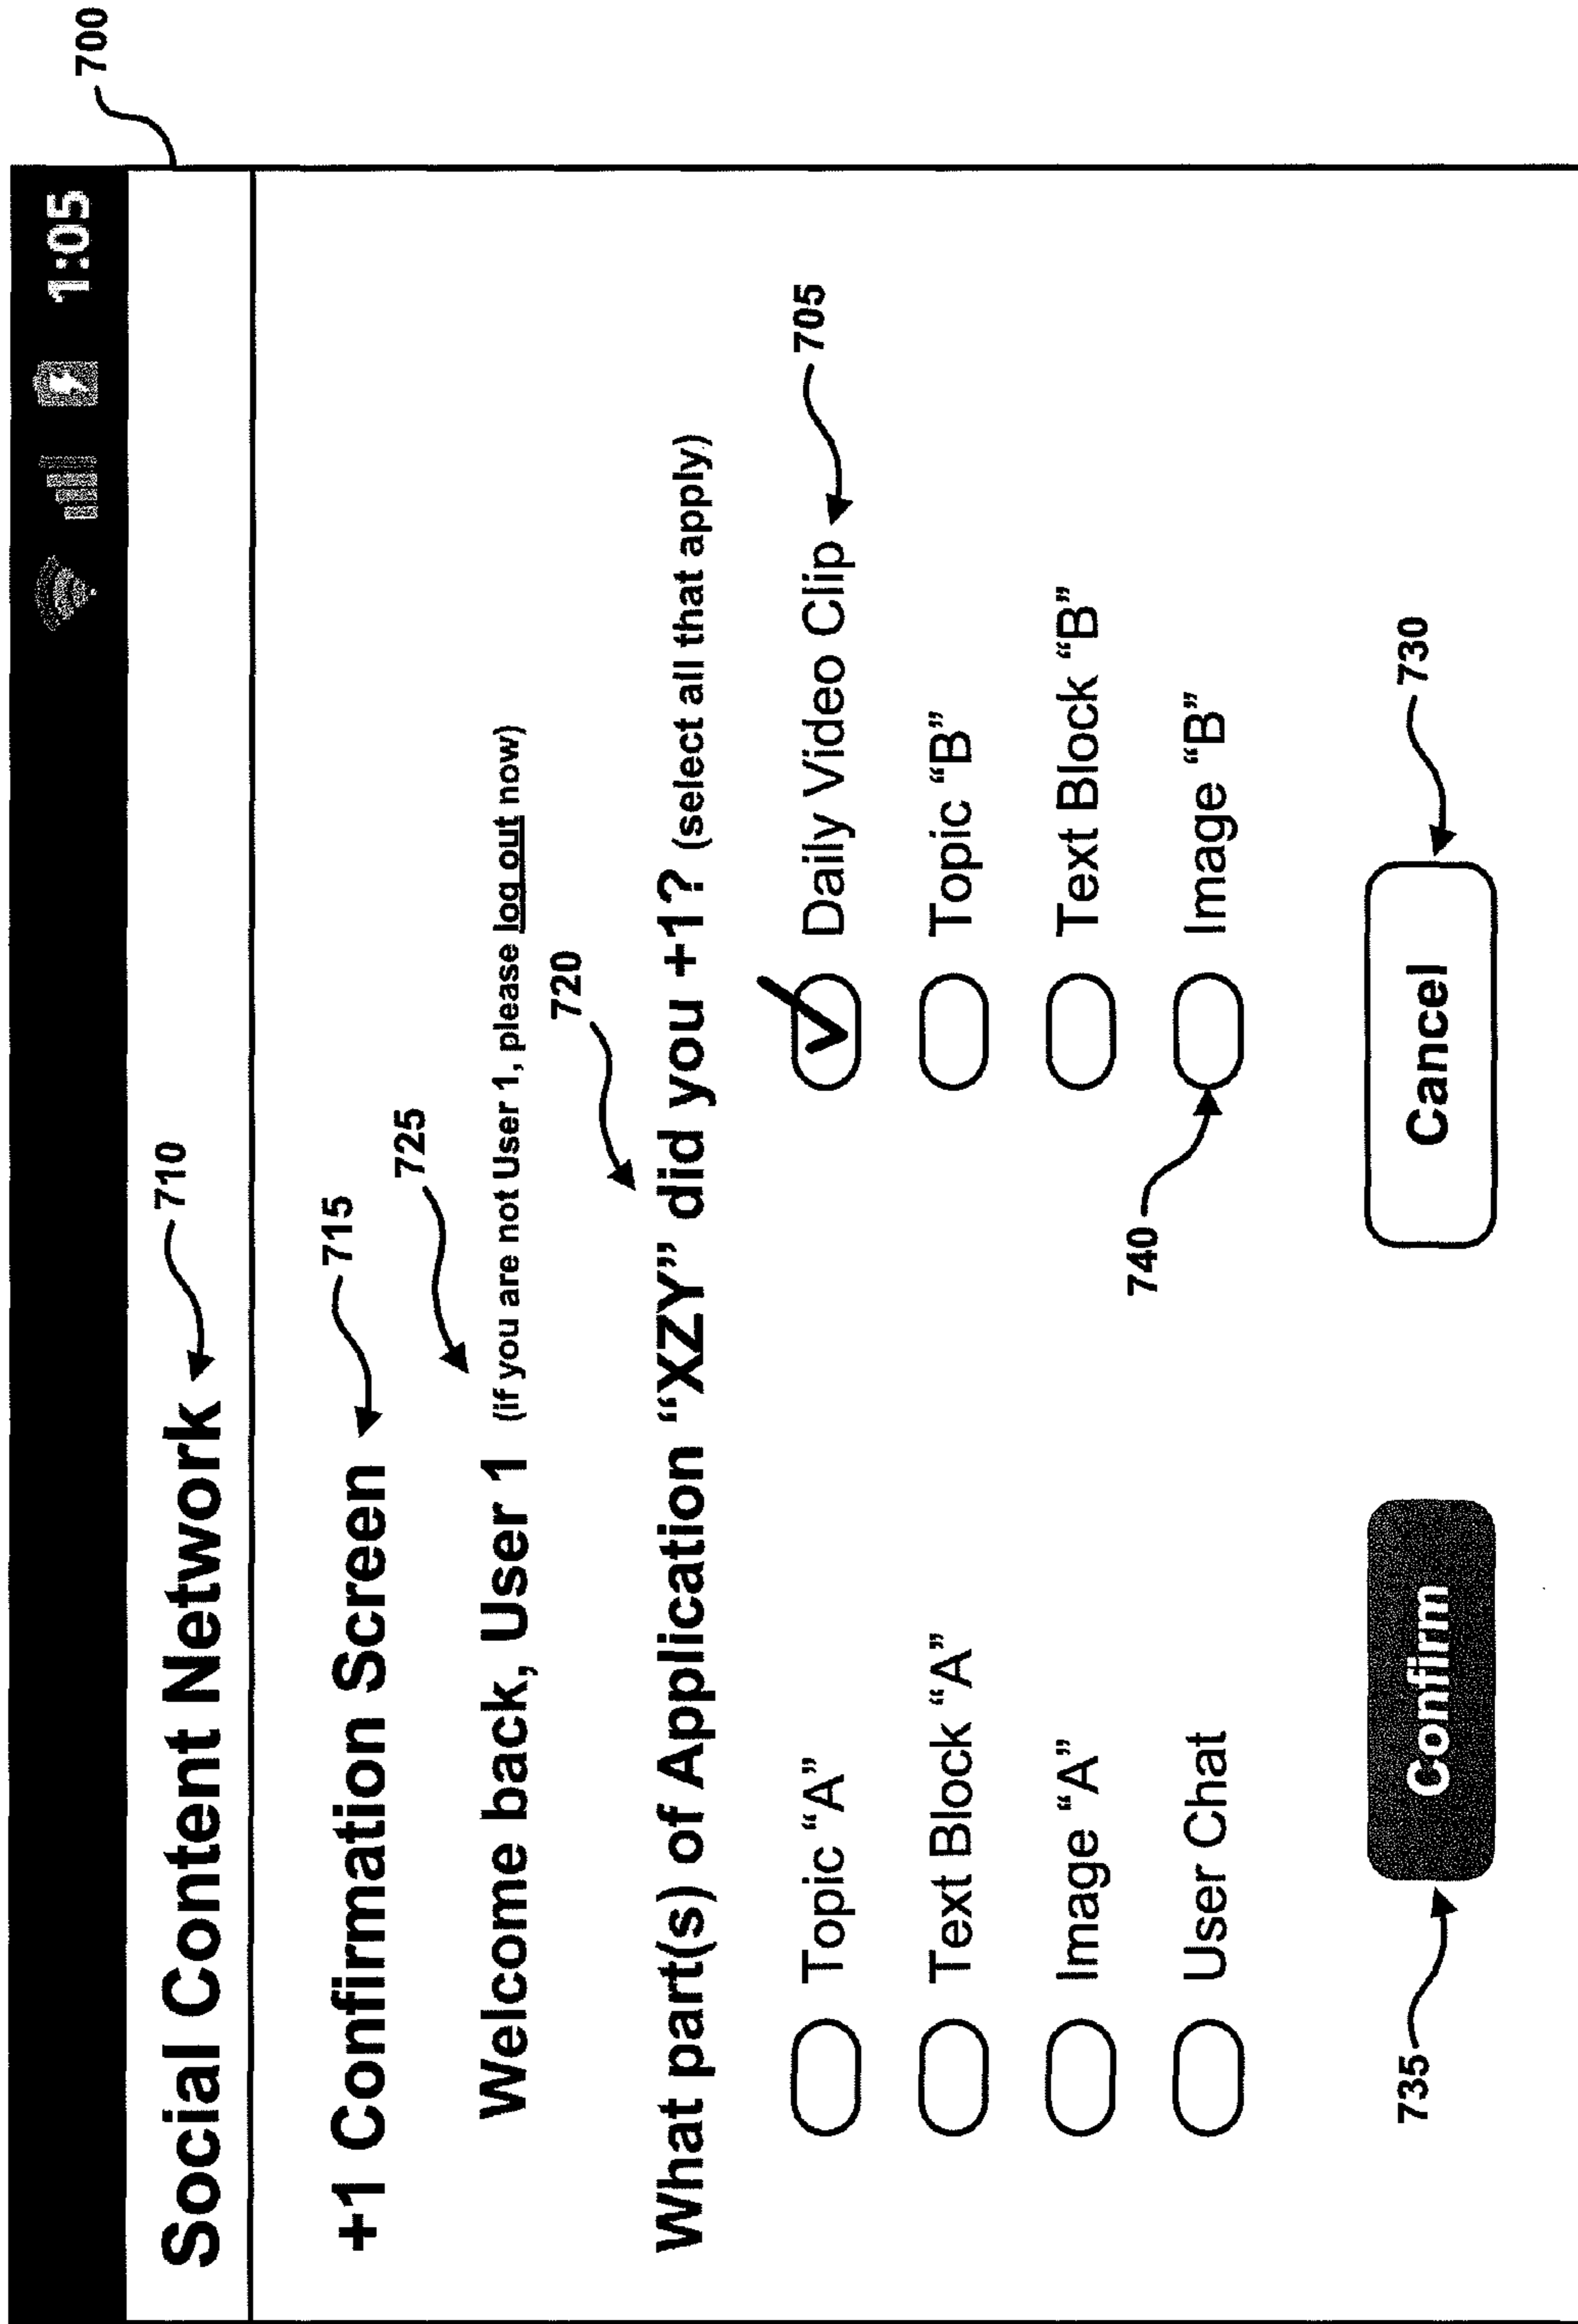 1:05
700
Social Content Network 710
+1 Confirmation Screen 715
725
Welcome back, User 1 (if you are not User 1, please log out now)
720
What part(s) of Application “XZY” did you +1? (select all that apply)
Topic “A” Daily Video Clip 705
Text Block “A” Topic “B”
Image “A” Text Block “B”
740
User Chat Image “B”
735 Confirm Cancel 730